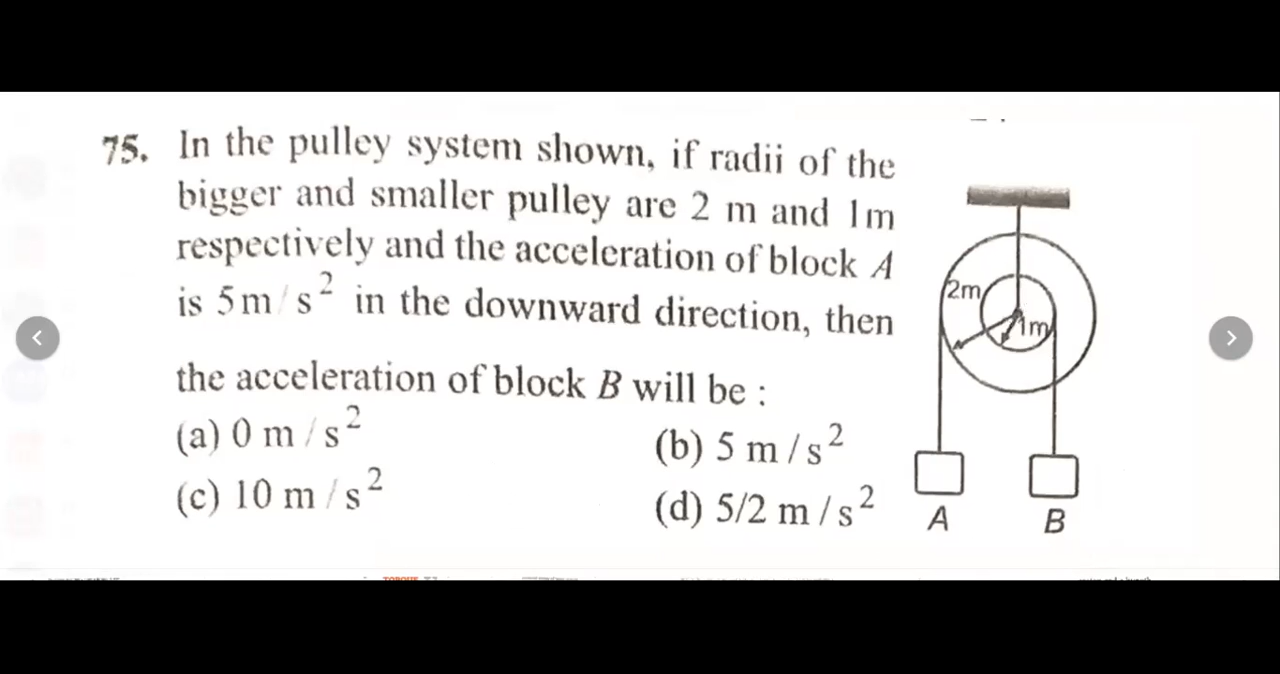 75. In the pulley system shown, if radii of the
bigger and smaller pulley are 2 m and 1m
respectively and the acceleration of block A
is 5 m/s² in the downward direction, then
the acceleration of block B will be :
(a) 0 m/s² (b) 5 m/s²
(c) 10 m/s² (d) 5/2 m/s²
2m
1m
A B